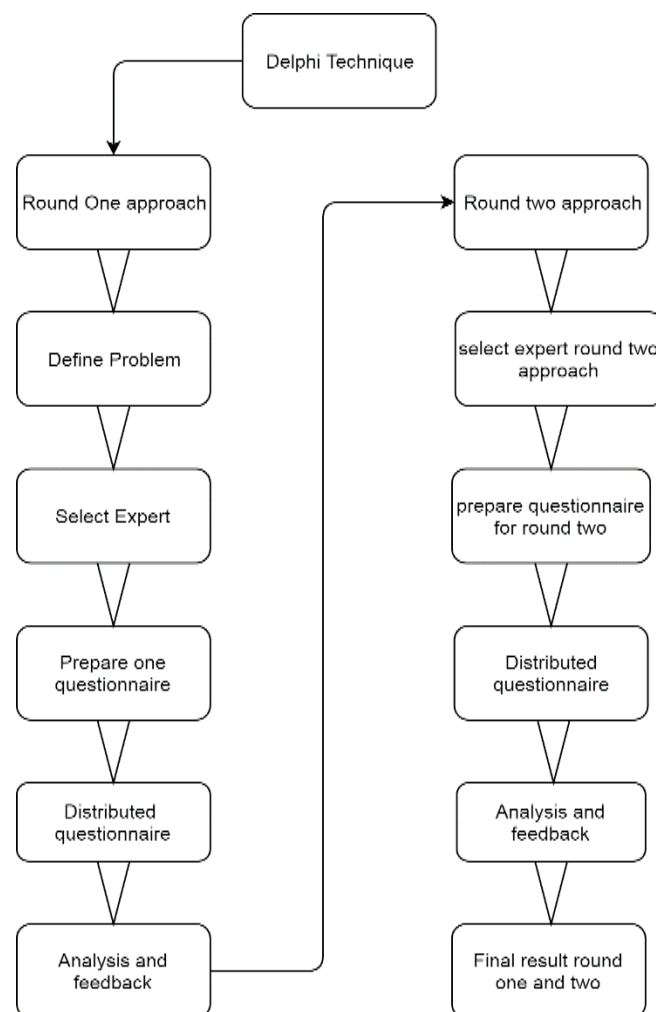 Delphi Technique
Round One approach
Define Problem
Select Expert
Prepare one
questionnaire
Distributed
questionnaire
Analysis and
feedback
Round two approach
select expert round two
approach
prepare questionnaire
for round two
Distributed
questionnaire
Analysis and
feedback
Final result round
one and two